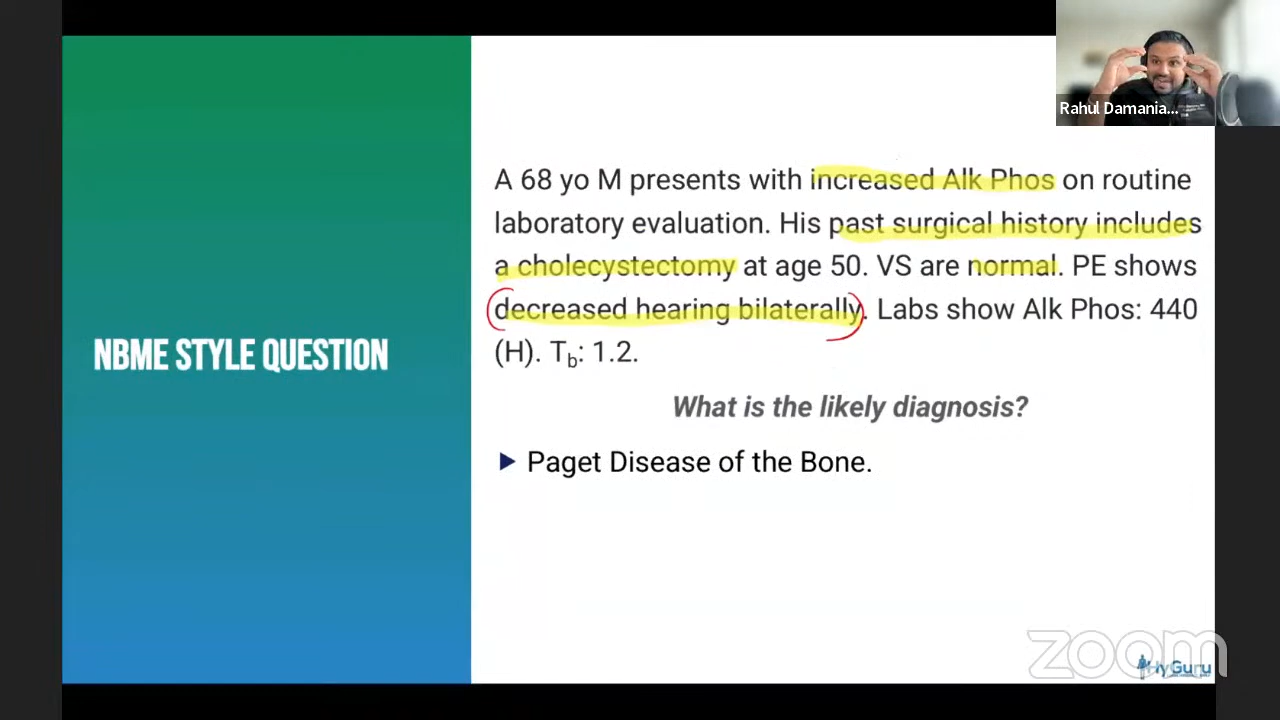 Rahul Damania...
A 68 yo M presents with increased Alk Phos on routine
laboratory evaluation. His past surgical history includes
a cholecystectomy at age 50. VS are normal. PE shows
decreased hearing bilaterally. Labs show Alk Phos: 440
(H). Tb: 1.2.
NBME STYLE QUESTION
What is the likely diagnosis?
Paget Disease of the Bone.
zoom
HyGuru